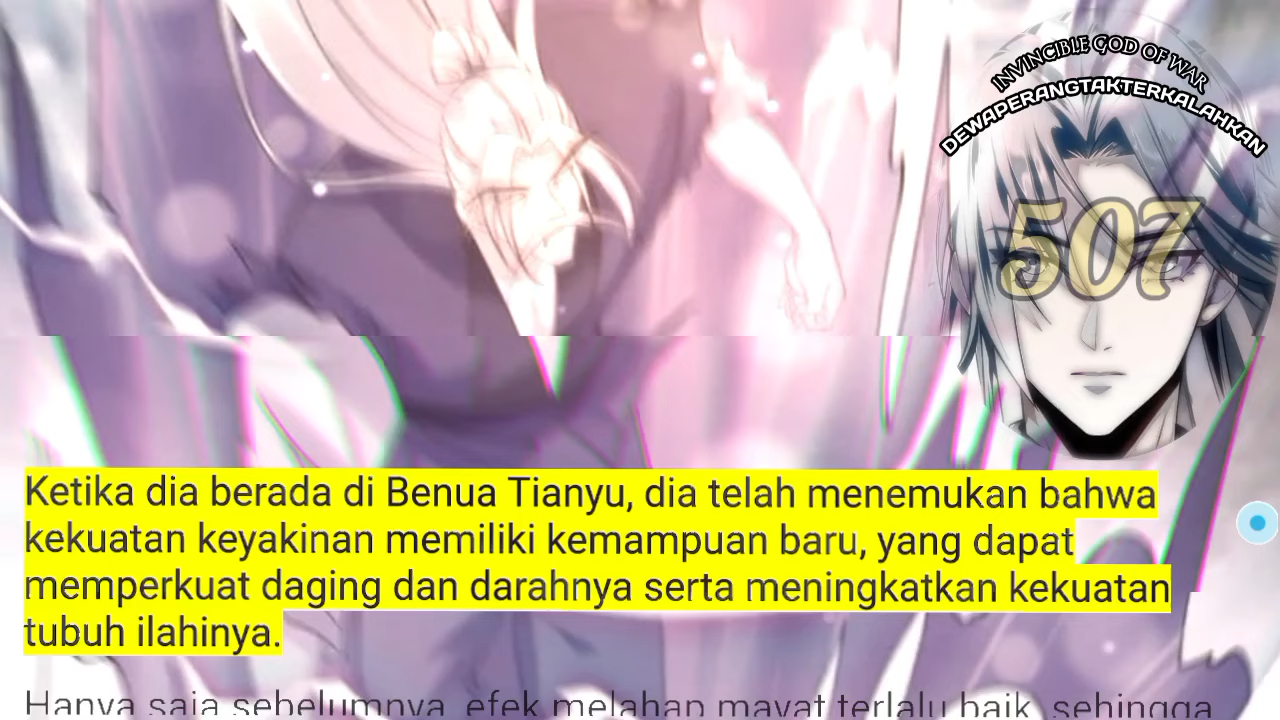 INVINCIBLE GOD OF WAR
DEWAPERANGTAKTERKALAHKAN
507
Ketika dia berada di Benua Tianyu, dia telah menemukan bahwa
kekuatan keyakinan memiliki kemampuan baru, yang dapat
memperkuat daging dan darahnya serta meningkatkan kekuatan
tubuh ilahinya.
Hanya saja sebelumnya, efek melahap mayat terlalu baik, sehingga